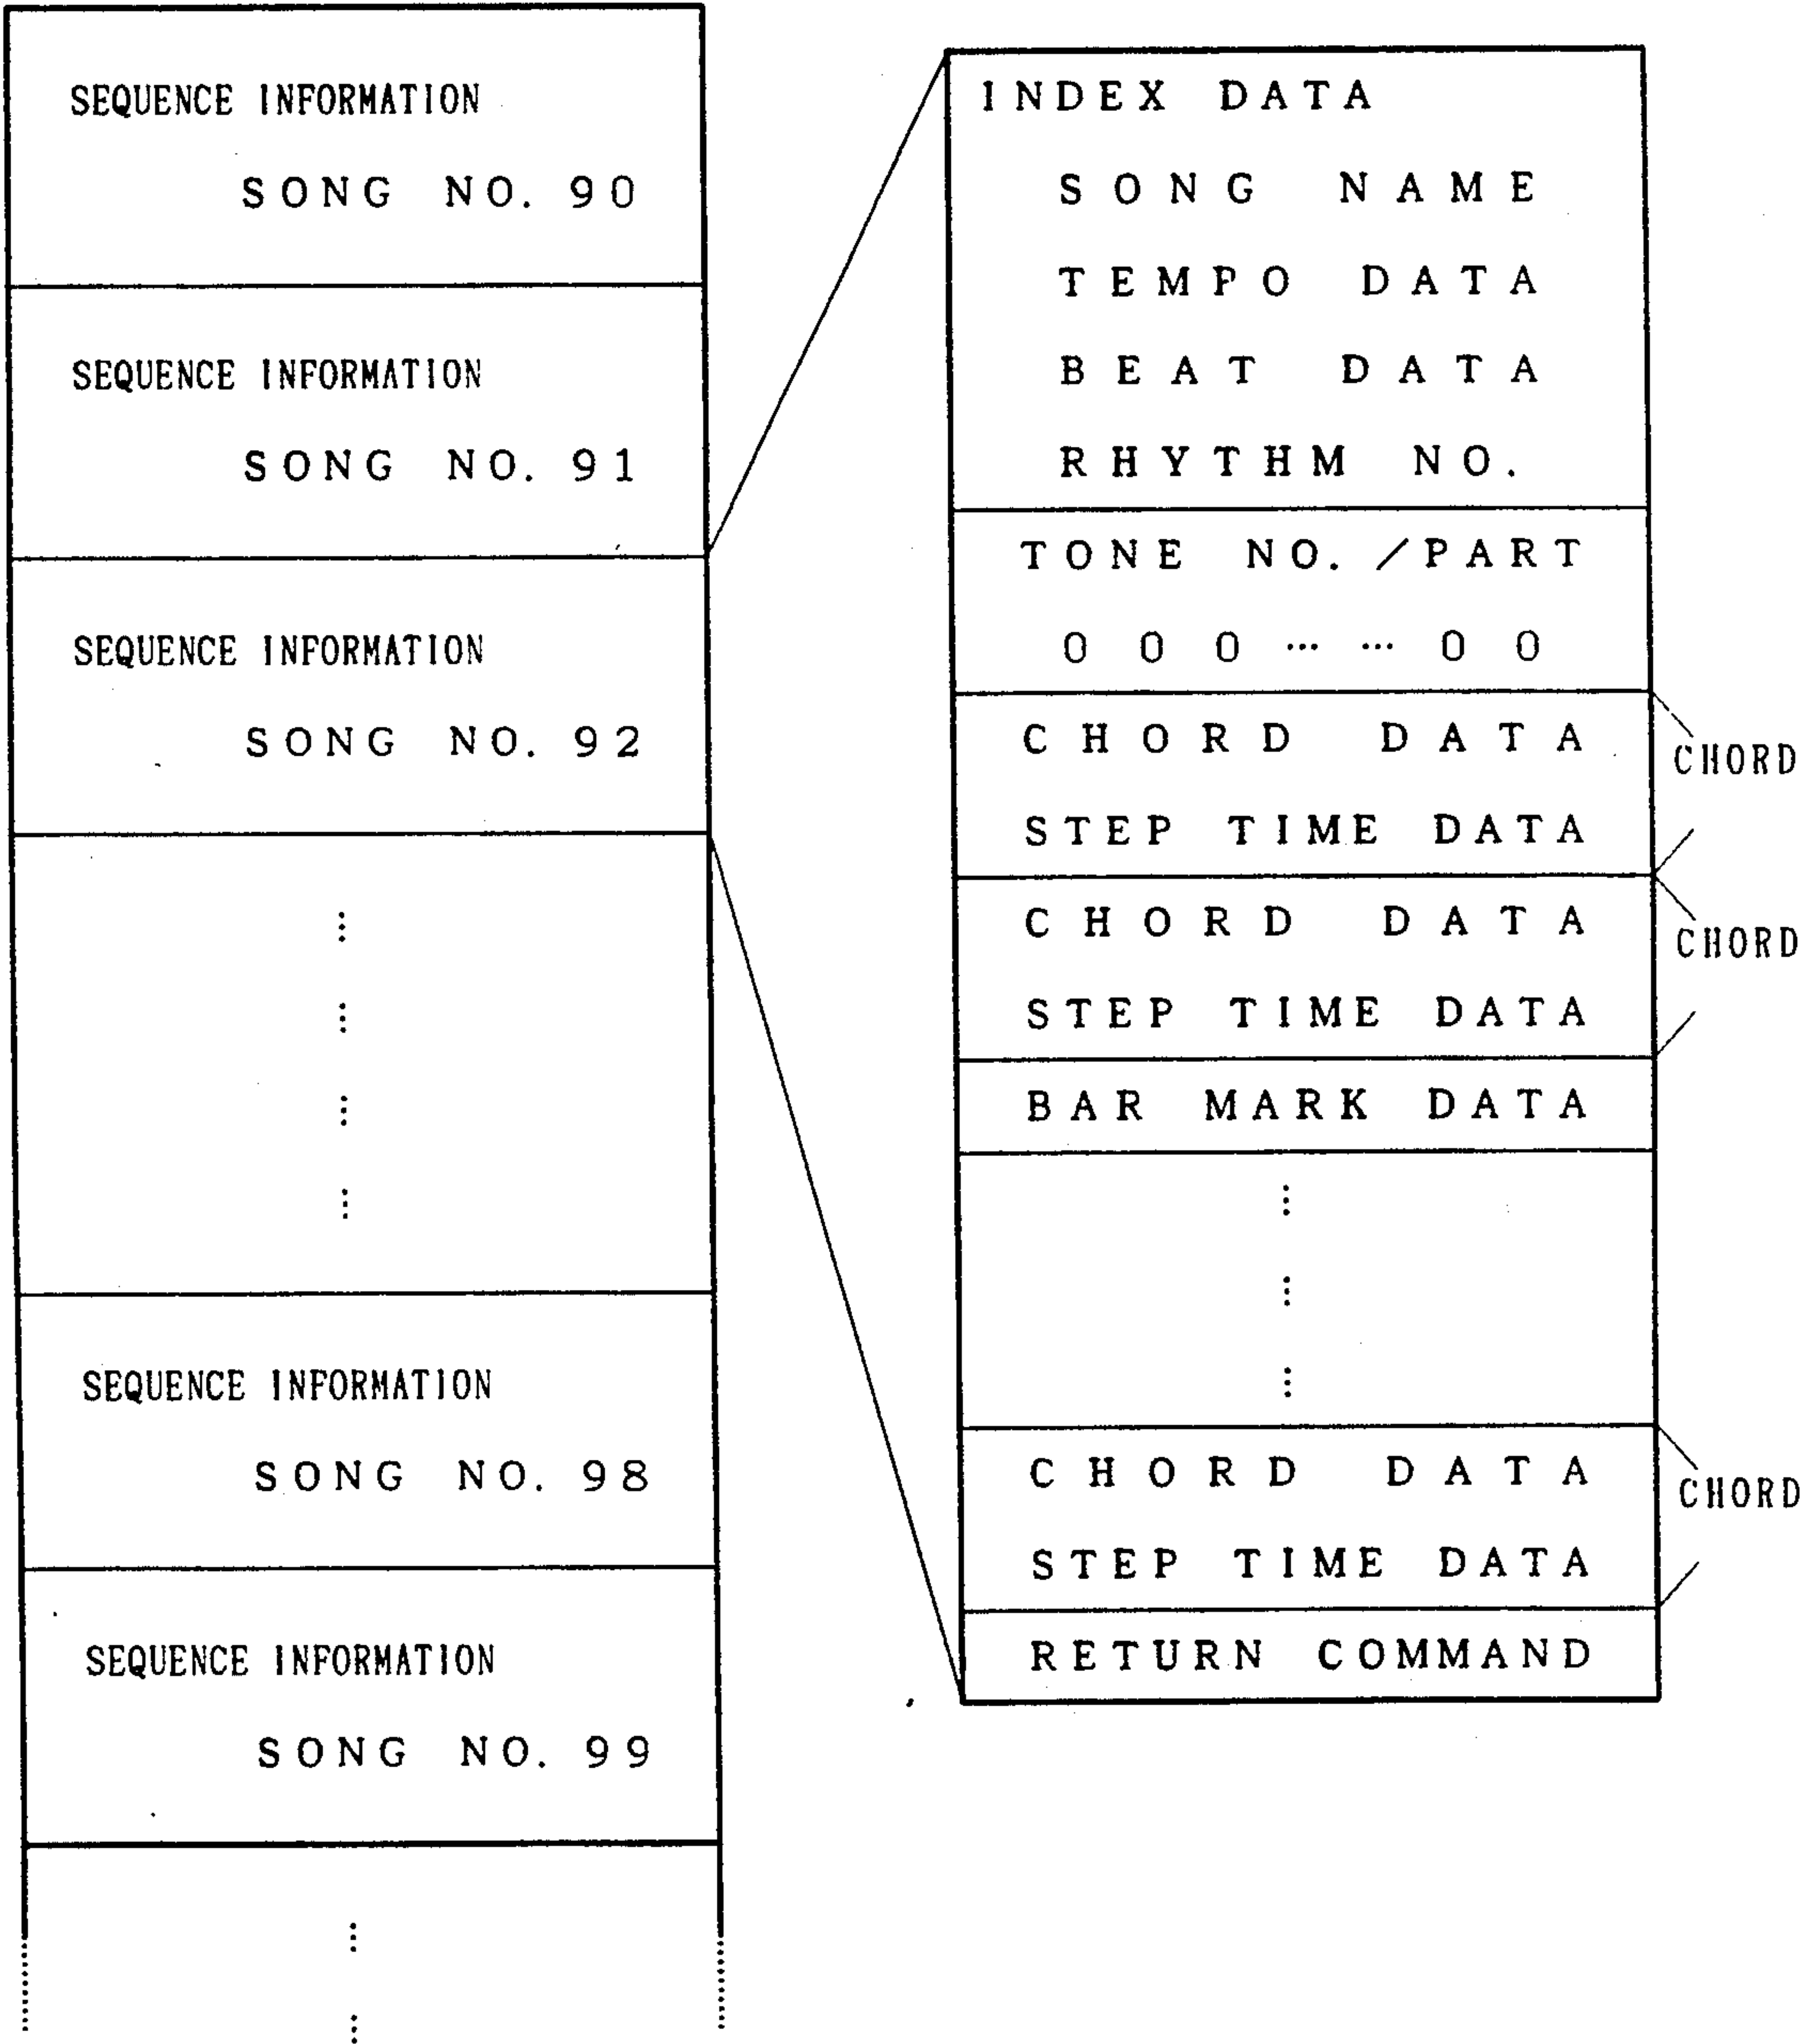 SEQUENCE INFORMATION
SONG NO. 90
SEQUENCE INFORMATION
SONG NO. 91
SEQUENCE INFORMATION
SONG NO. 92
⋮
⋮
⋮
⋮
SEQUENCE INFORMATION
SONG NO. 98
SEQUENCE INFORMATION
SONG NO. 99
⋮
⋮
INDEX DATA
SONG NAME
TEMPO DATA
BEAT DATA
RHYTHM NO.
TONE NO. /PART
0 0 0 … … 0 0
CHORD DATA
STEP TIME DATA
CHORD
CHORD DATA
STEP TIME DATA
CHORD
BAR MARK DATA
⋮
⋮
⋮
CHORD DATA
STEP TIME DATA
CHORD
RETURN COMMAND